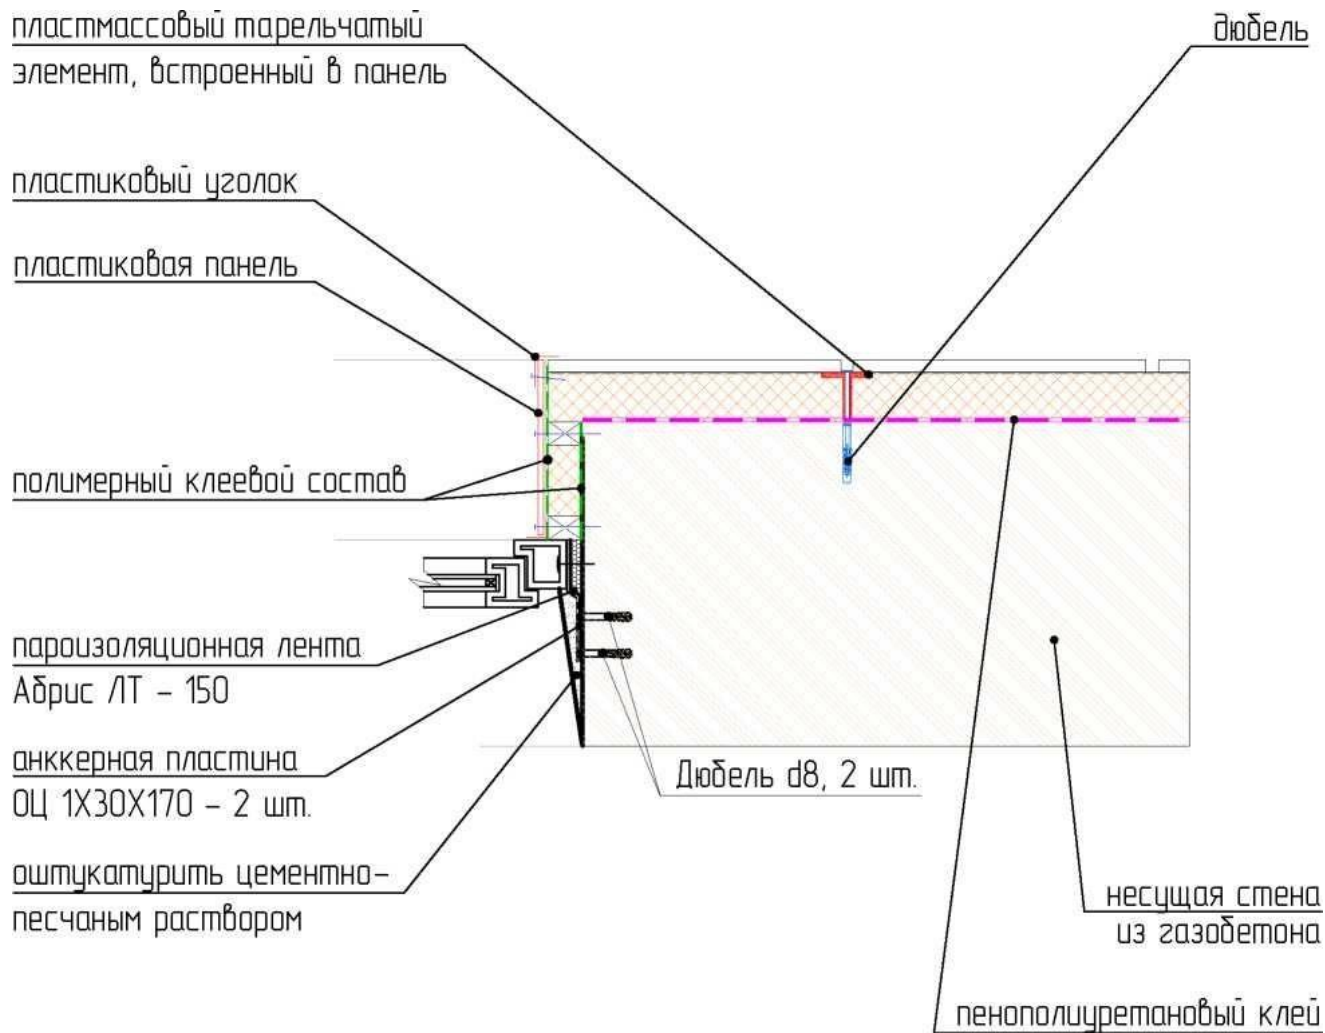 пластмассовый тарельчатый
элемент, встроенный в панель
дюбель
пластиковый уголок
пластиковая панель
полимерный клеевой состав
пароизоляционная лента
Абрис ЛТ – 150
анккерная пластина
ОЦ 1Х30Х170 – 2 шт.
Дюбель d8, 2 шт.
оштукатурить цементно-
песчаным раствором
несущая стена
из газобетона
пенополиуретановый клей